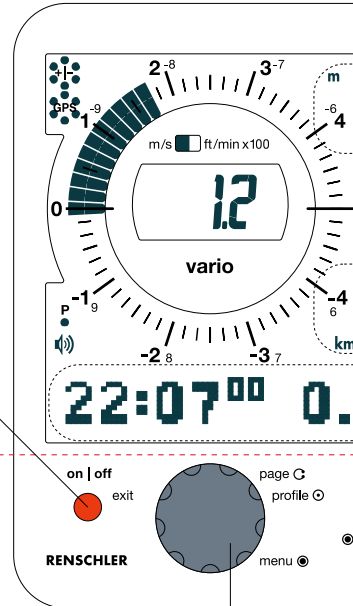 +|-
2 -8
3 -7
m
GPS
1 -9
-6
4
m/s ft/min x100
0
1.2
vario
-1 9
P
-4
6
-2 8
-3 7
km
22:07 00 0.
on | off
page
exit
profile
RENSCHLER
menu